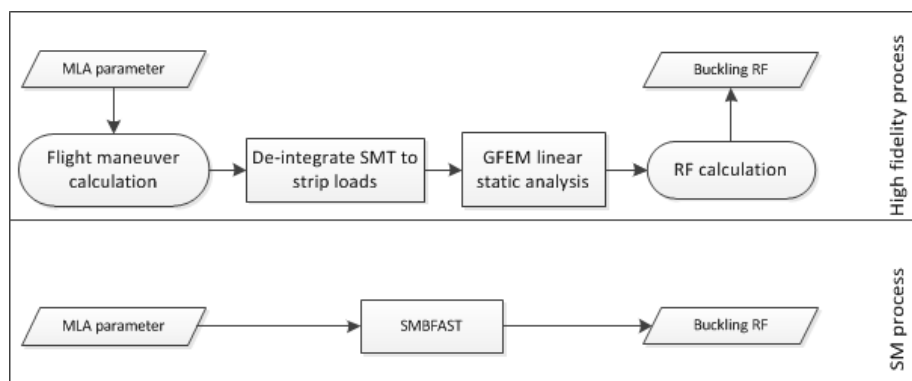 MLA parameter
Buckling RF
Flight maneuver
calculation
De-integrate SMT to
strip loads
GFEM linear
static analysis
RF calculation
High fidelity process
MLA parameter
SMBFAST
Buckling RF
SM process